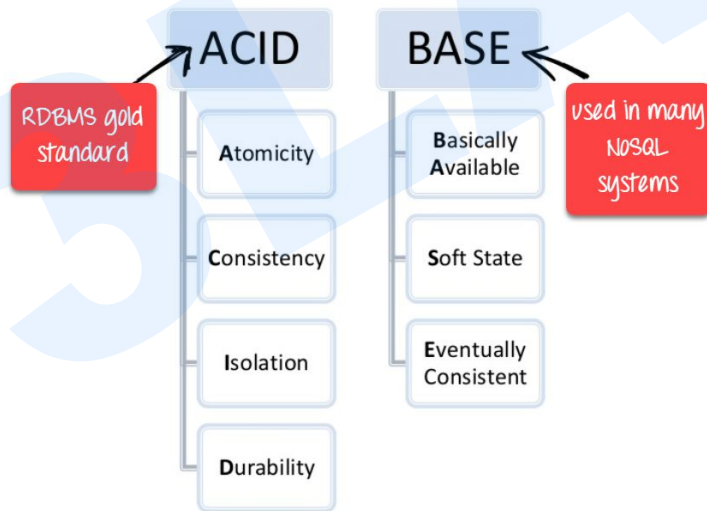 ACID
BASE
RDBMS gold
standard
used in many
NoSQL
systems
Atomicity
Consistency
Isolation
Durability
Basically
Available
Soft State
Eventually
Consistent